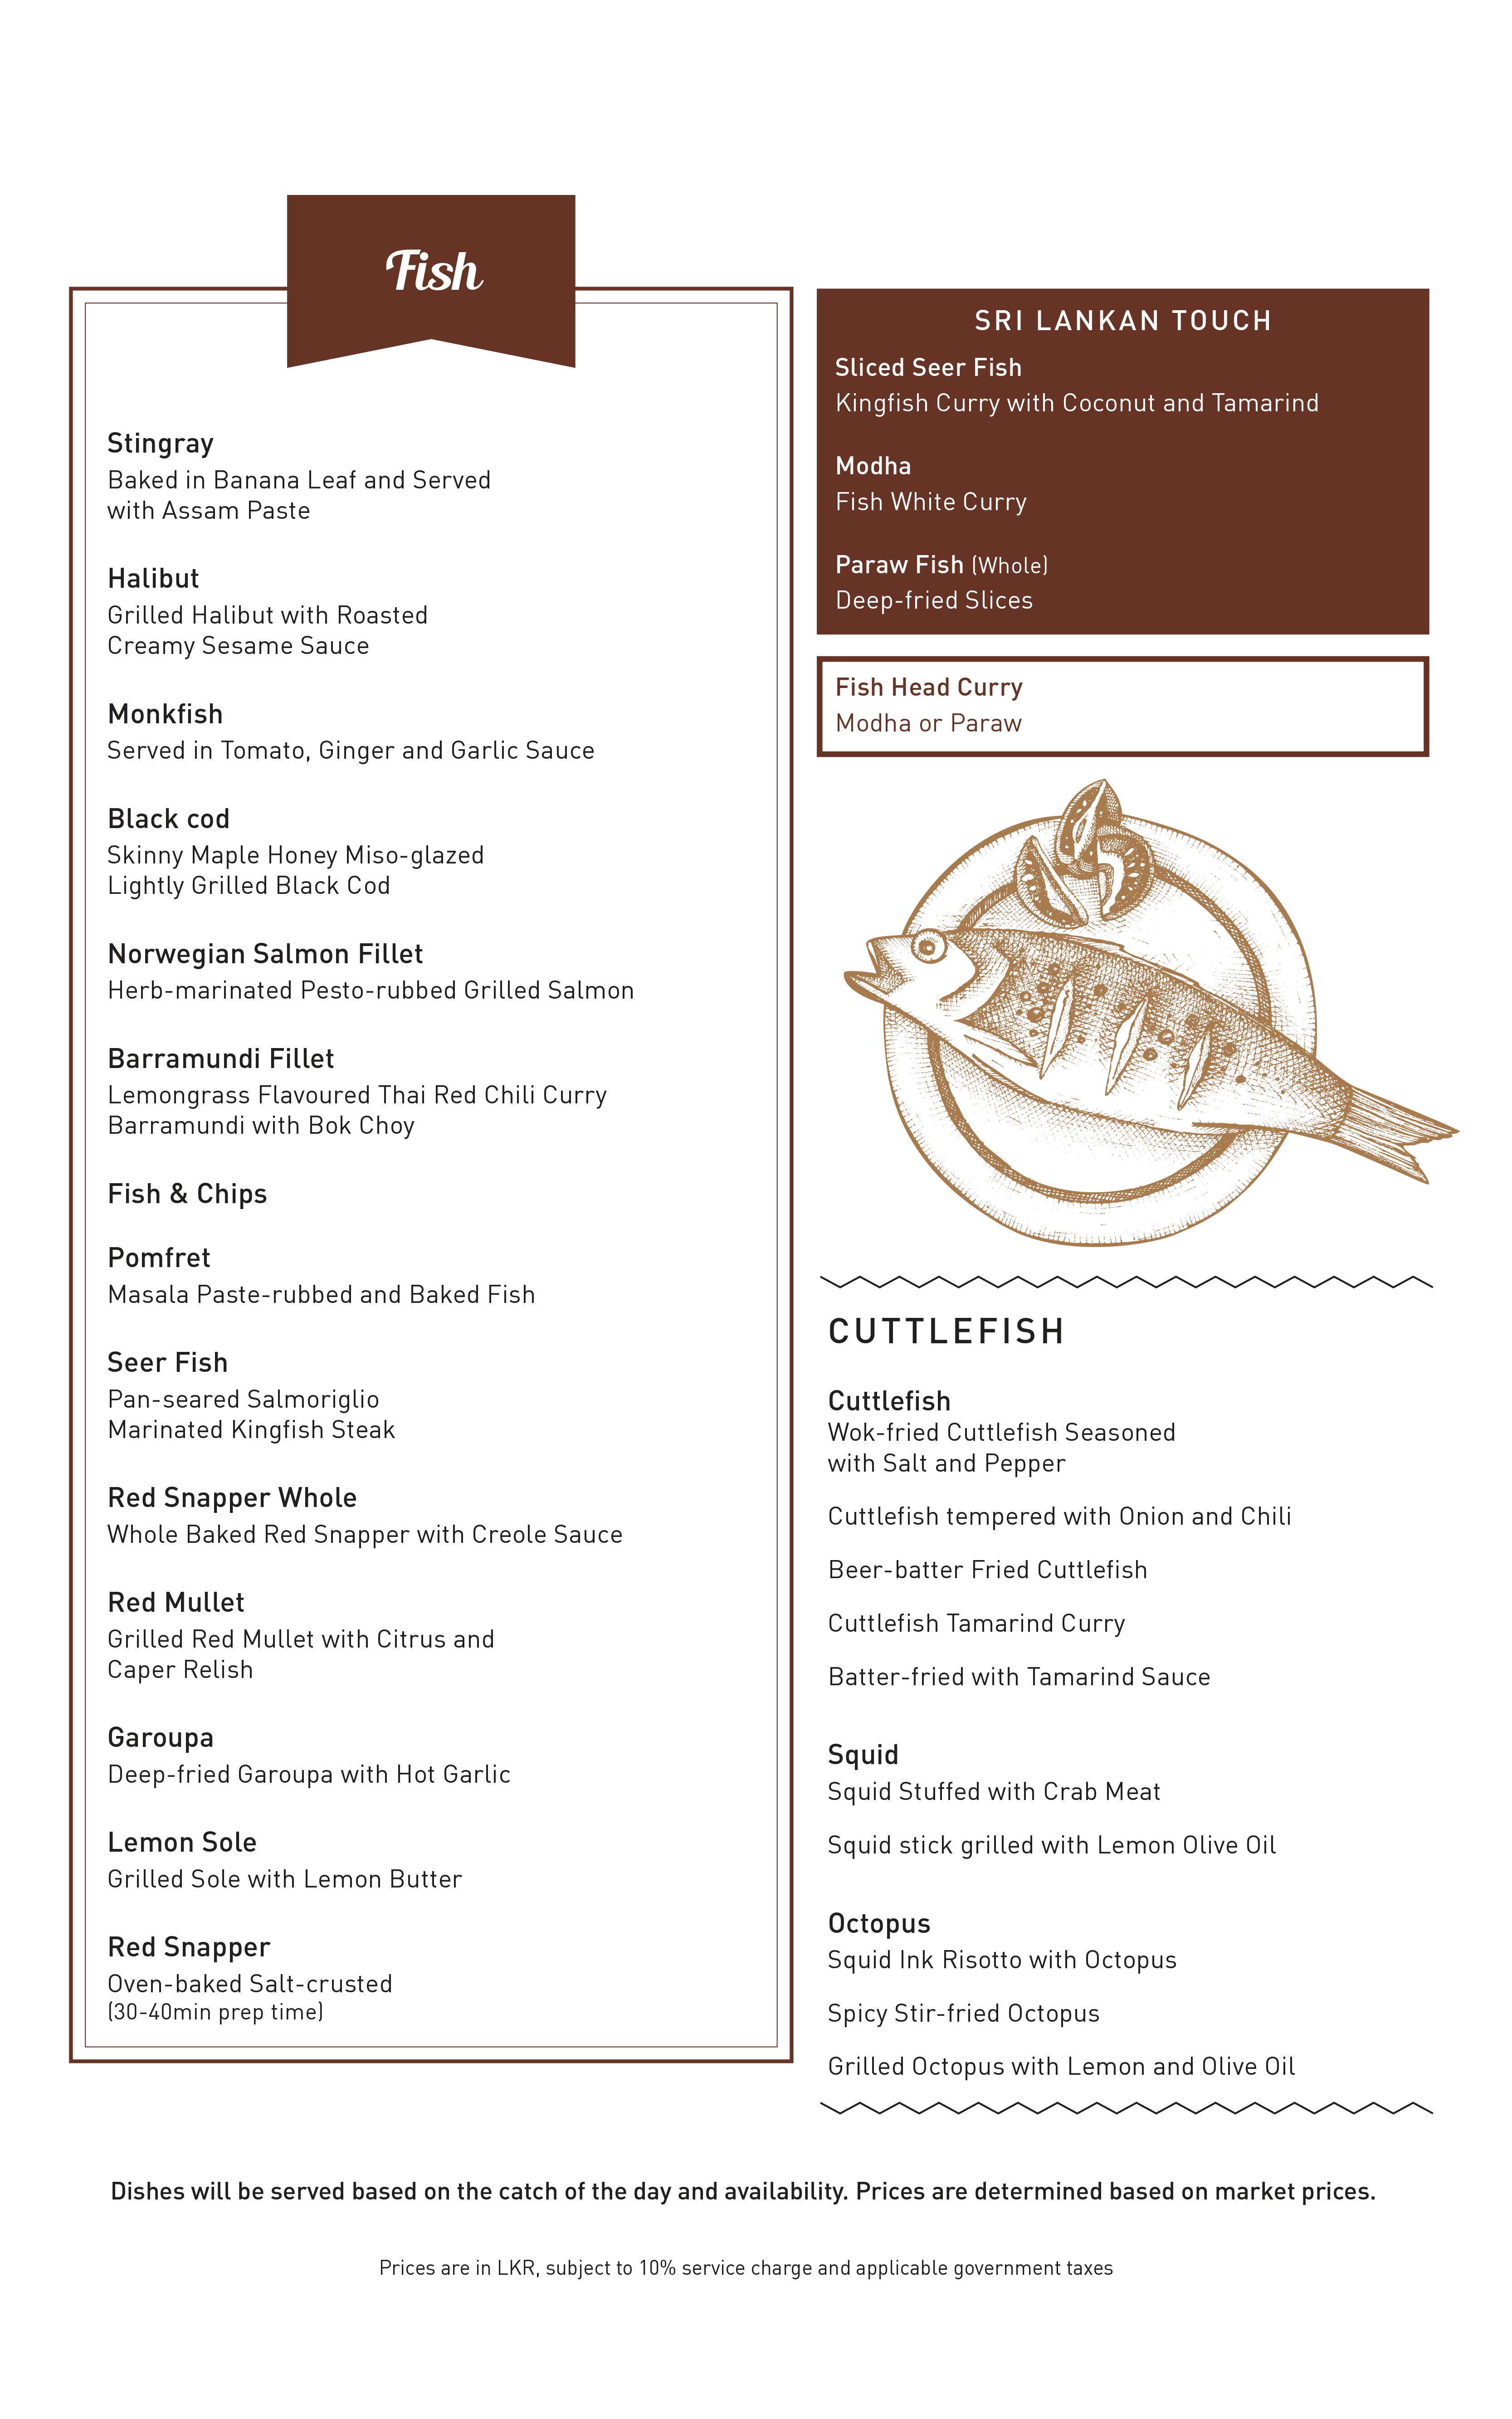 Fish
Stingray
Baked in Banana Leaf and Served
with Assam Paste
Halibut
Grilled Halibut with Roasted
Creamy Sesame Sauce
Monkfish
Served in Tomato, Ginger and Garlic Sauce
Black cod
Skinny Maple Honey Miso-glazed
Lightly Grilled Black Cod
Norwegian Salmon Fillet
Herb-marinated Pesto-rubbed Grilled Salmon
Barramundi Fillet
Lemongrass Flavoured Thai Red Chili Curry
Barramundi with Bok Choy
Fish & Chips
Pomfret
Masala Paste-rubbed and Baked Fish
Seer Fish
Pan-seared Salmoriglio
Marinated Kingfish Steak
Red Snapper Whole
Whole Baked Red Snapper with Creole Sauce
Red Mullet
Grilled Red Mullet with Citrus and
Caper Relish
Garoupa
Deep-fried Garoupa with Hot Garlic
Lemon Sole
Grilled Sole with Lemon Butter
Red Snapper
Oven-baked Salt-crusted
(30-40min prep time)
SRI LANKAN TOUCH
Sliced Seer Fish
Kingfish Curry with Coconut and Tamarind
Modha
Fish White Curry
Paraw Fish (Whole)
Deep-fried Slices
Fish Head Curry
Modha or Paraw
CUTTLEFISH
Cuttlefish
Wok-fried Cuttlefish Seasoned
with Salt and Pepper
Cuttlefish tempered with Onion and Chili
Beer-batter Fried Cuttlefish
Cuttlefish Tamarind Curry
Batter-fried with Tamarind Sauce
Squid
Squid Stuffed with Crab Meat
Squid stick grilled with Lemon Olive Oil
Octopus
Squid Ink Risotto with Octopus
Spicy Stir-fried Octopus
Grilled Octopus with Lemon and Olive Oil
Dishes will be served based on the catch of the day and availability. Prices are determined based on market prices.
Prices are in LKR, subject to 10% service charge and applicable government taxes